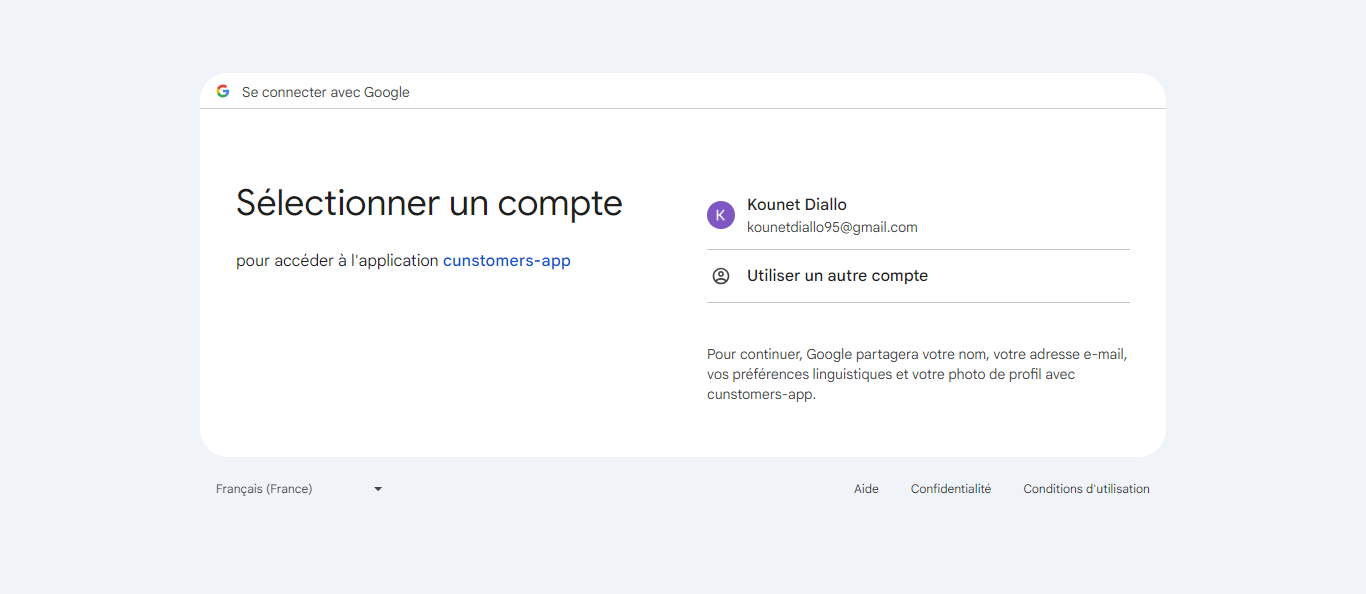 Se connecter avec Google
Sélectionner un compte
pour accéder à l'application cunstomers-app
K
Kounet Diallo
kounetdiallo95@gmail.com
Utiliser un autre compte
Pour continuer, Google partagera votre nom, votre adresse e-mail,
vos préférences linguistiques et votre photo de profil avec
cunstomers-app.
Français (France)
Aide
Confidentialité
Conditions d'utilisation